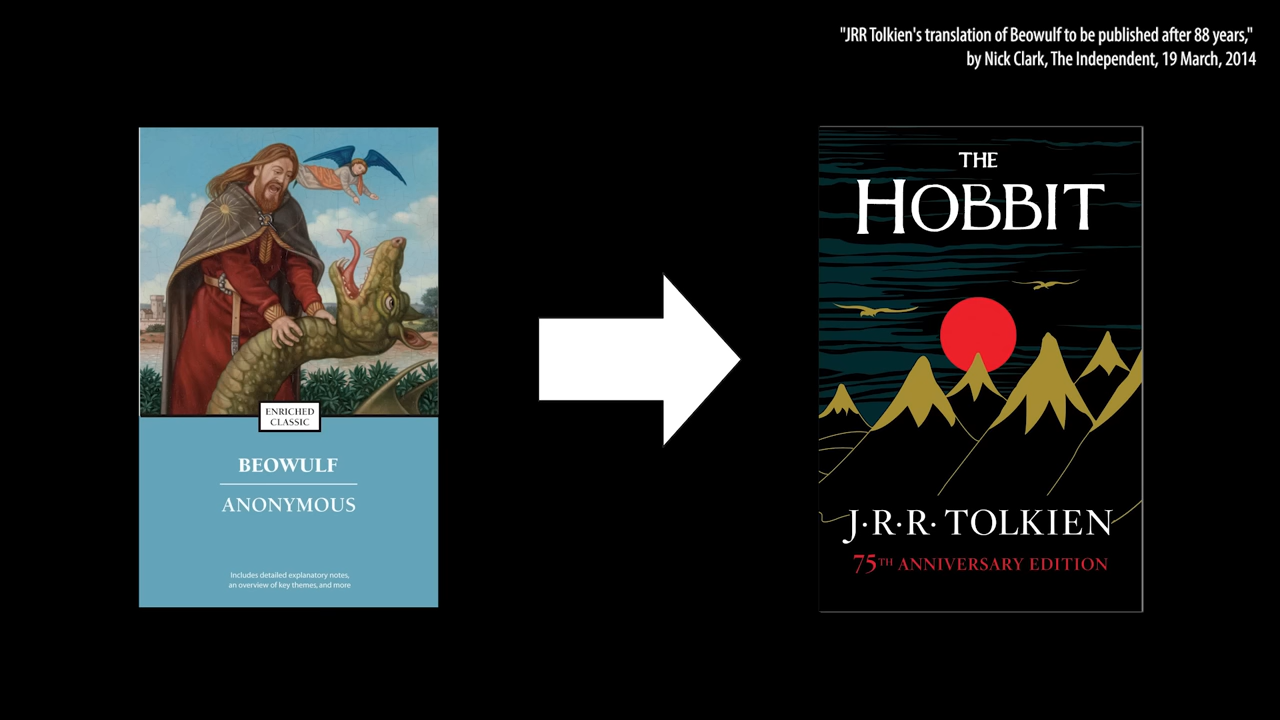 "JRR Tolkien's translation of Beowulf to be published after 88 years,"
by Nick Clark, The Independent, 19 March, 2014
ENRICHED
CLASSIC
BEOWULF
ANONYMOUS
Includes detailed explanatory notes,
an overview of key themes, and more
THE
HOBBIT
J·R·R· TOLKIEN
75TH ANNIVERSARY EDITION